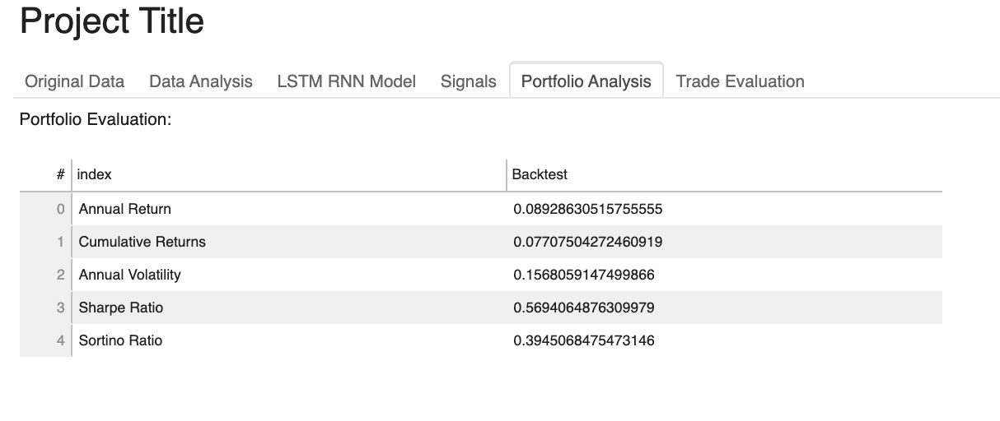 Project Title
Original Data Data Analysis LSTM RNN Model Signals Portfolio Analysis Trade Evaluation
Portfolio Evaluation:
# index Backtest
0 Annual Return 0.08928630515755555
1 Cumulative Returns 0.07707504272460919
2 Annual Volatility 0.1568059147499866
3 Sharpe Ratio 0.5694064876309979
4 Sortino Ratio 0.3945068475473146